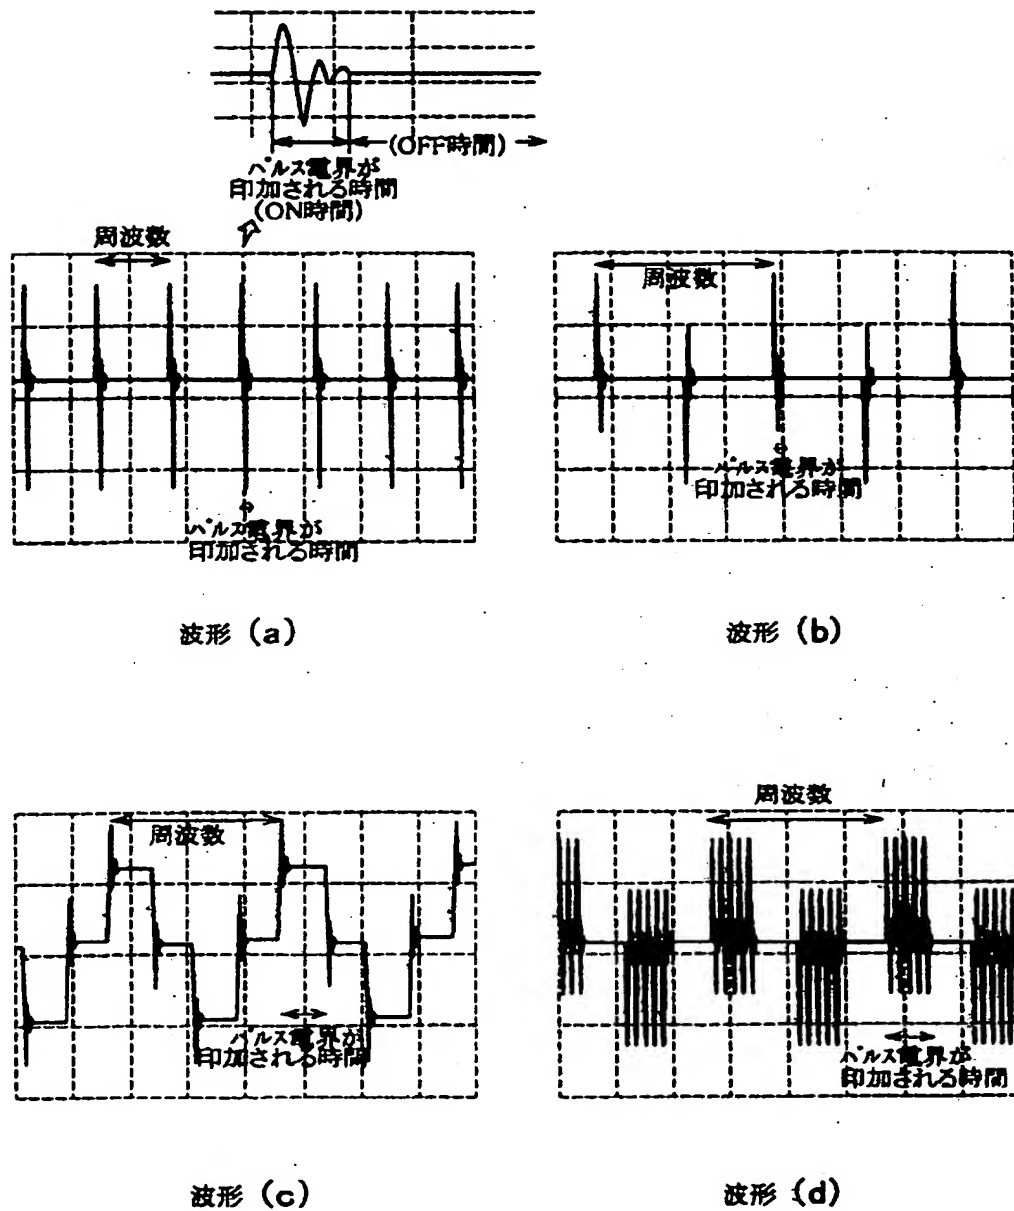 (OFF時間)
パルス電界が
印加される時間
(ON時間)
周波数
パルス電界が
印加される時間
波形 (a)
周波数
パルス電界が
印加される時間
波形 (b)
周波数
パルス電界が
印加される時間
波形 (c)
周波数
パルス電界が
印加される時間
波形 (d)